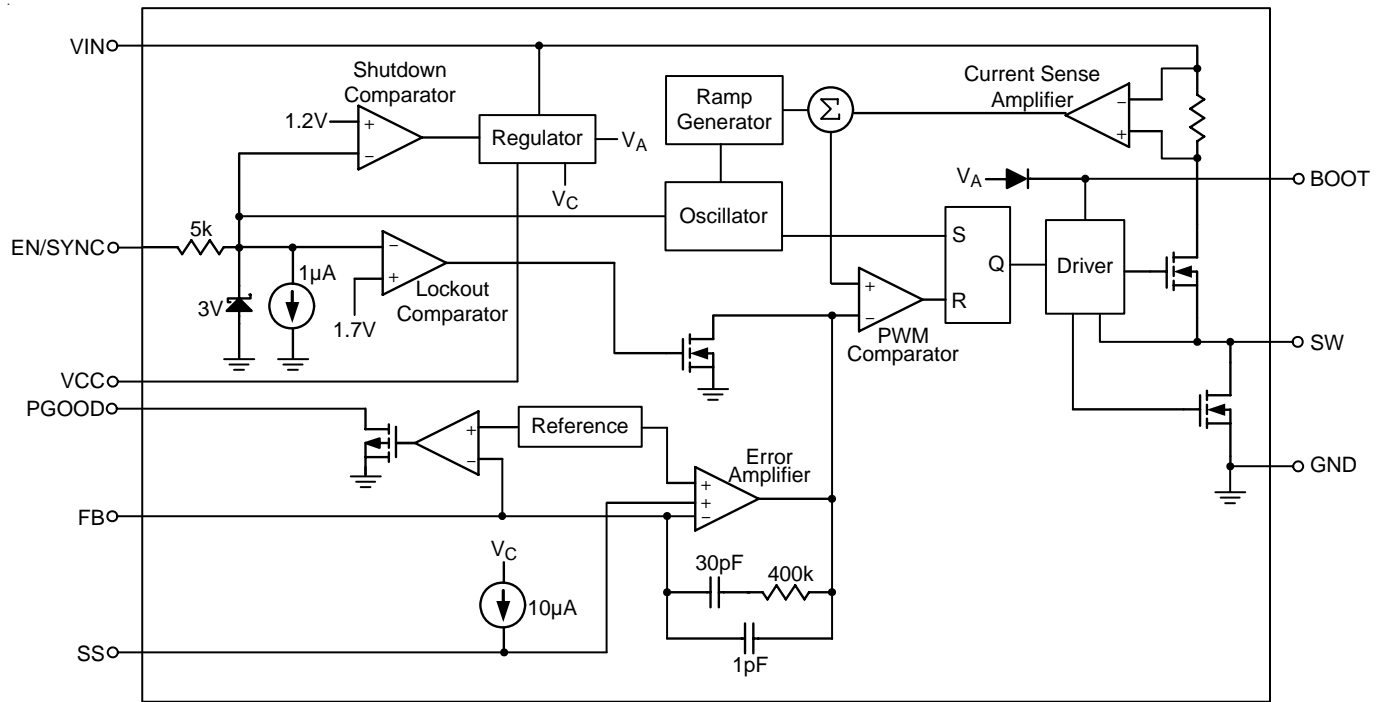 VIN
Shutdown
Comparator
1.2V
+
−
Regulator
VA
VC
Ramp
Generator
Σ
Current Sense
Amplifier
−
+
VA
BOOT
Oscillator
EN/SYNC
5k
1µA
3V
−
+
1.7V
Lockout
Comparator
S
Q
R
Driver
+
−
PWM
Comparator
SW
VCC
PGOOD
+
−
Reference
Error
Amplifier
+
+
−
GND
FB
VC
10µA
30pF
400k
1pF
SS